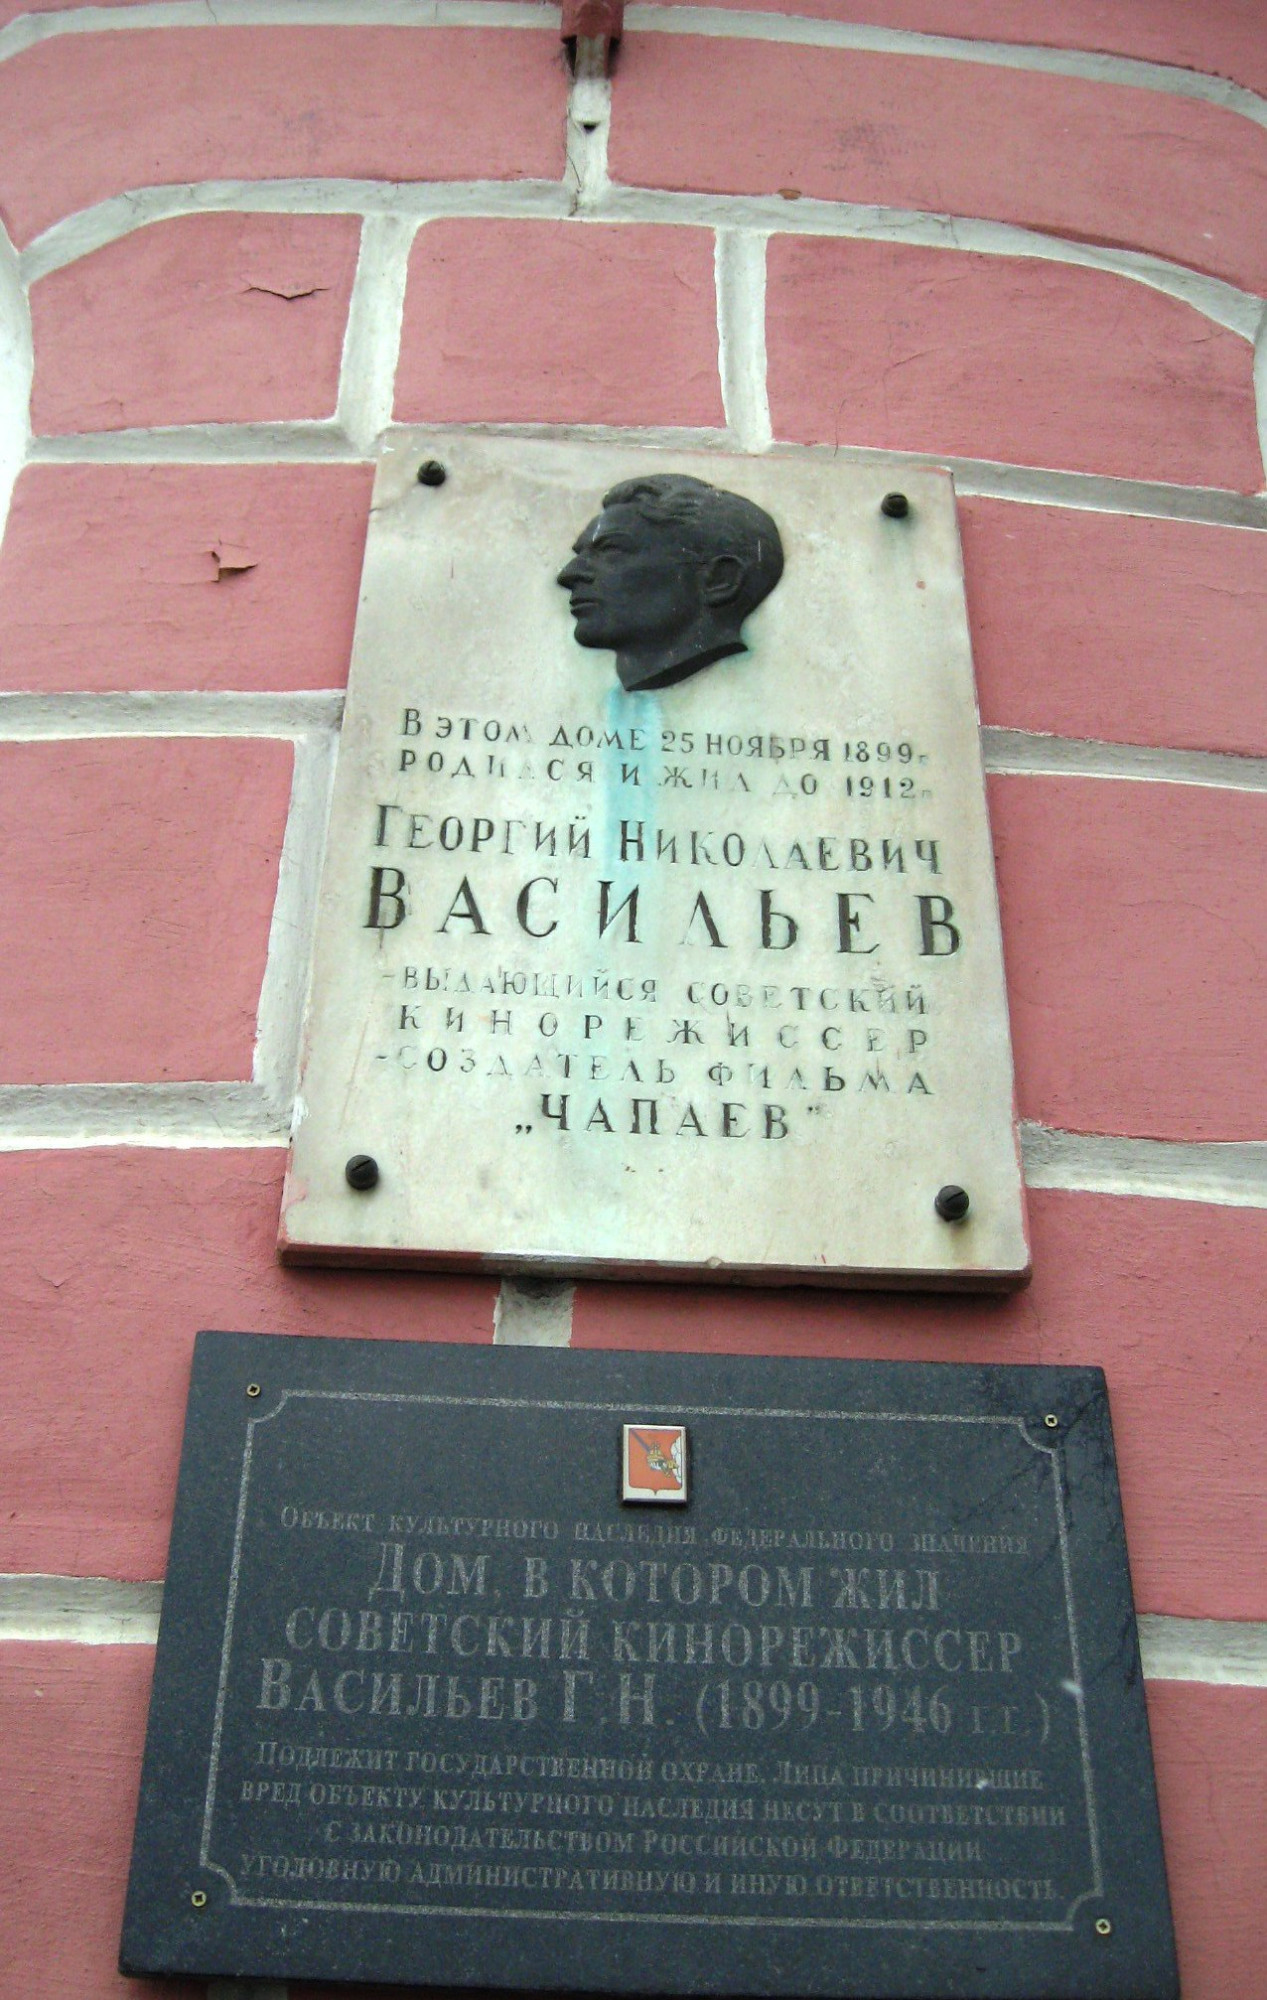 В ЭТОМ ДОМЕ 25 НОЯБРЯ 1899г.
РОДИЛСЯ И ЖИЛ ДО 1912г.
ГЕОРГИЙ НИКОЛАЕВИЧ
ВАСИЛЬЕВ
-ВЫДАЮЩИЙСЯ СОВЕТСКИЙ
КИНОРЕЖИССЕР
-СОЗДАТЕЛЬ ФИЛЬМА
„ЧАПАЕВ"
ОБЪЕКТ КУЛЬТУРНОГО НАСЛЕДИЯ ФЕДЕРАЛЬНОГО ЗНАЧЕНИЯ
ДОМ, В КОТОРОМ ЖИЛ
СОВЕТСКИЙ КИНОРЕЖИССЕР
ВАСИЛЬЕВ Г.Н. (1899-1946 Г.Г.)
ПОДЛЕЖИТ ГОСУДАРСТВЕННОЙ ОХРАНЕ. ЛИЦА ПРИЧИНИВШИЕ
ВРЕД ОБЪЕКТУ КУЛЬТУРНОГО НАСЛЕДИЯ НЕСУТ В СООТВЕТСТВИИ
С ЗАКОНОДАТЕЛЬСТВОМ РОССИЙСКОЙ ФЕДЕРАЦИИ
УГОЛОВНУЮ, АДМИНИСТРАТИВНУЮ И ИНУЮ ОТВЕТСТВЕННОСТЬ.